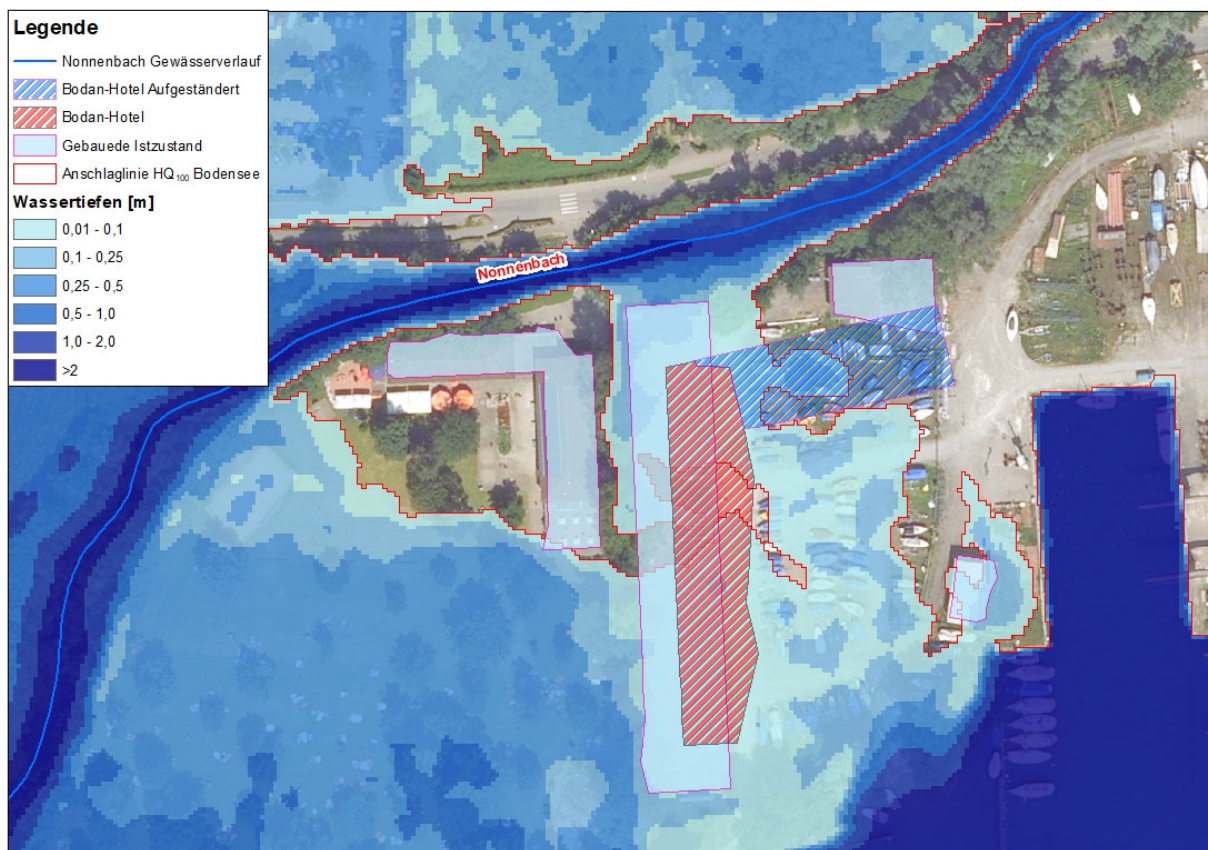 Legende
Nonnenbach Gewässerverlauf
Bodan-Hotel Aufgeständert
Bodan-Hotel
Gebauede Istzustand
Anschlaglinie HQ₁₀₀ Bodensee
Wassertiefen [m]
0,01 - 0,1
0,1 - 0,25
0,25 - 0,5
0,5 - 1,0
1,0 - 2,0
>2
Nonnenbach